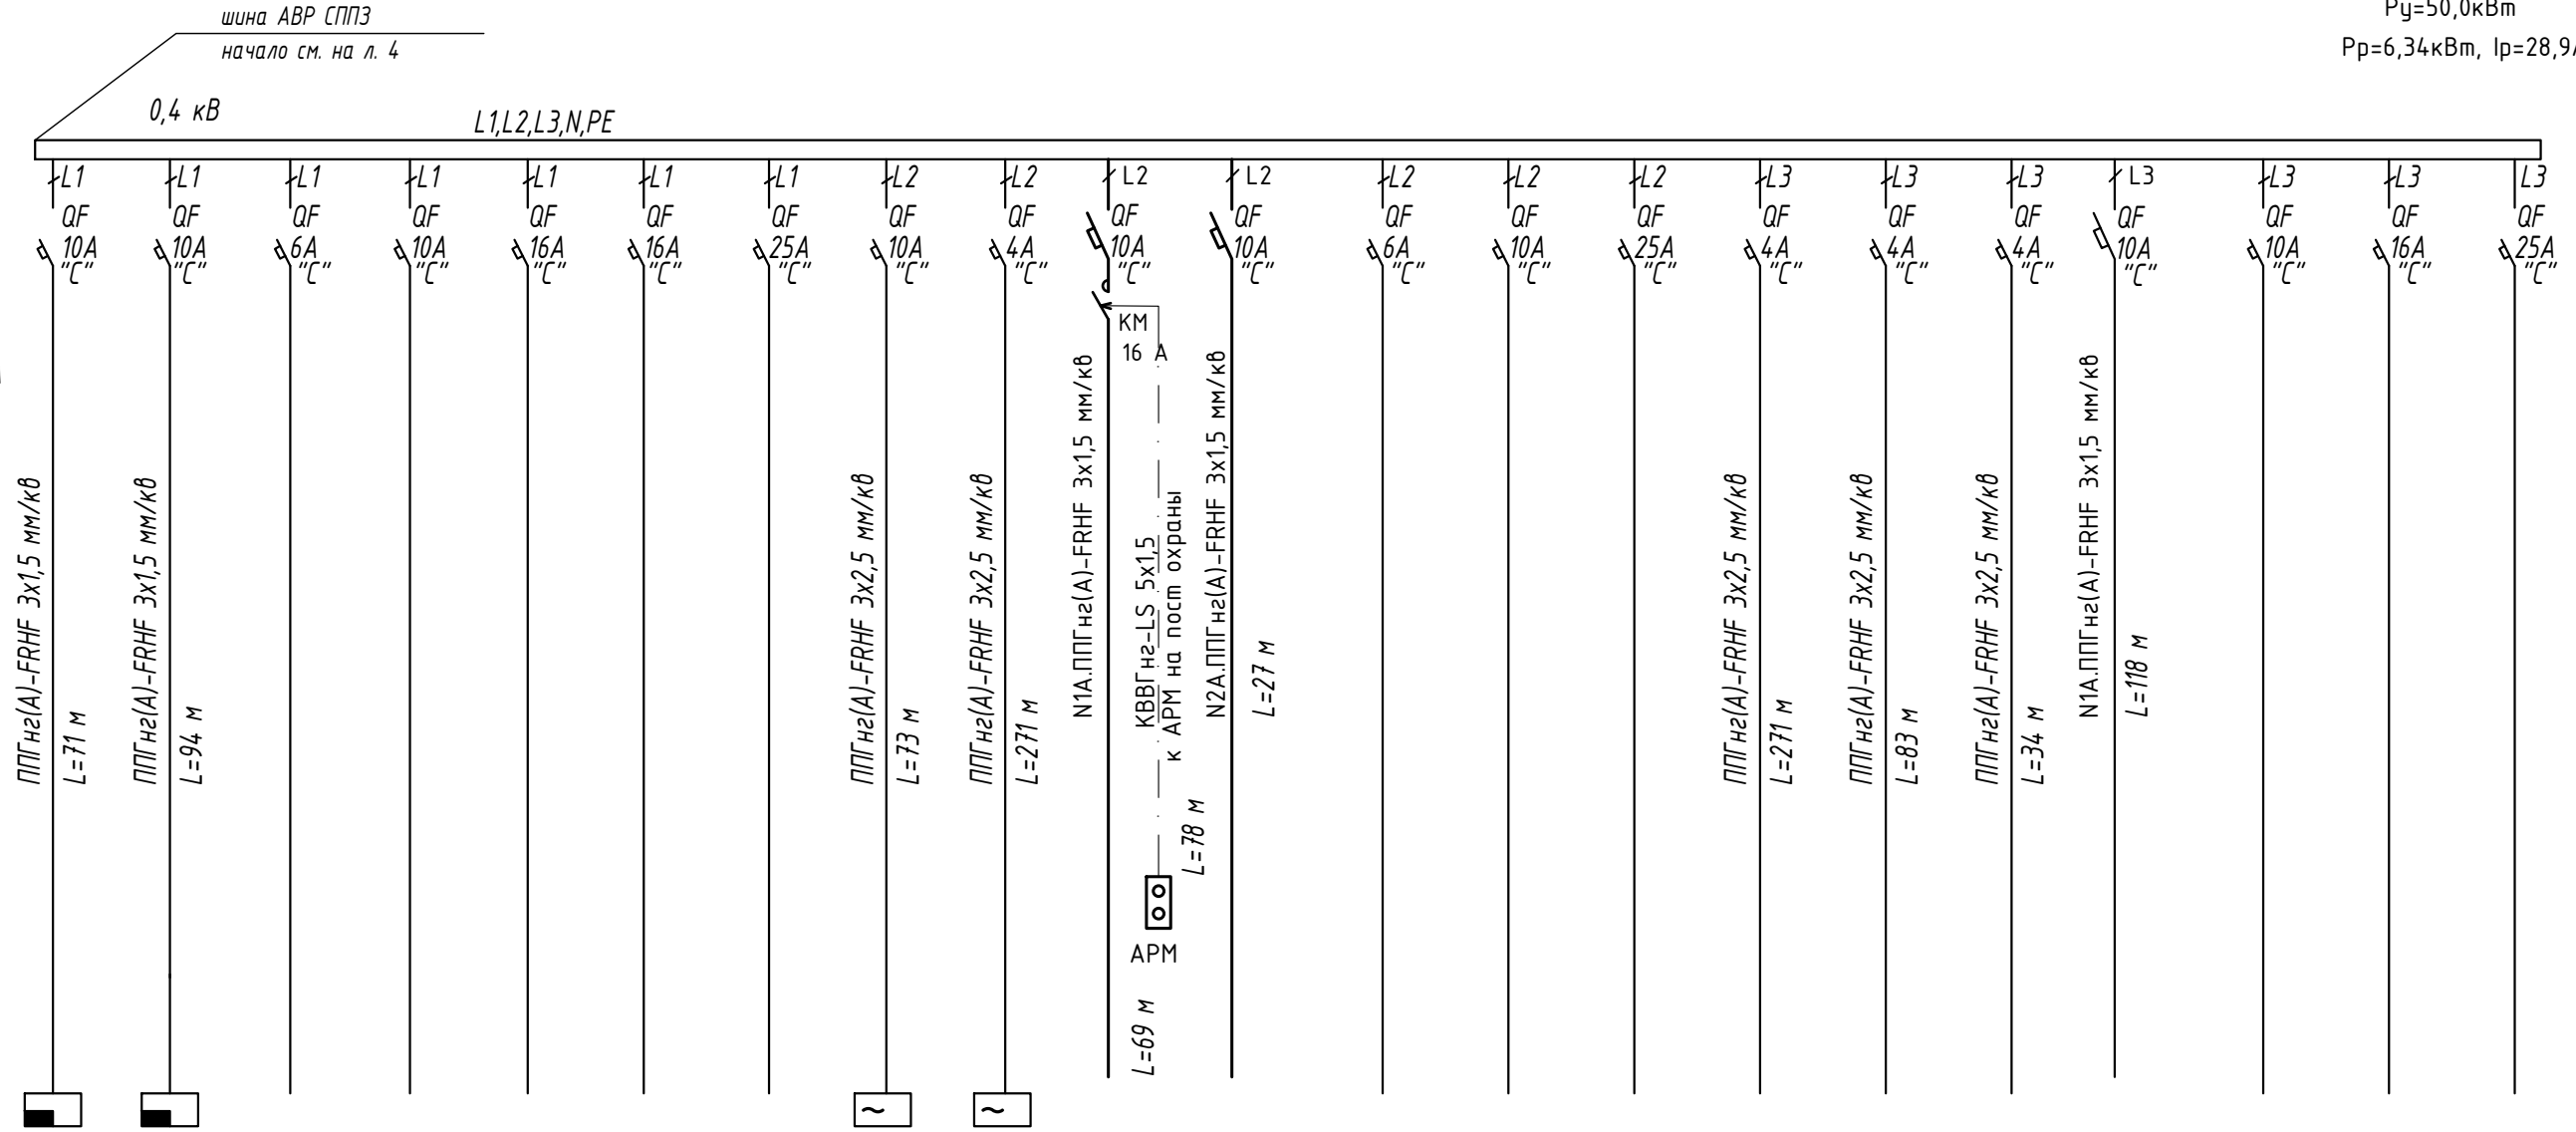 шина АВР СППЗ
начало см. на л. 4
Ру=50,0кВт
Рр=6,34кВт, Iр=28,9А
0,4 кВ
L1,L2,L3,N,PE
L1 L1 L1 L1 L1 L1 L1 L2 L2 L2 L2 L2 L2 L2 L3 L3 L3 L3 L3 L3 L3
QF QF QF QF QF QF QF QF QF QF QF QF QF QF QF QF QF QF QF QF QF
10А 10А 6А 10А 16А 16А 25А 10А 4А 10А 10А 6А 10А 25А 4А 4А 4А 10А 10А 16А 25А
"С" "С" "С" "С" "С" "С" "С" "С" "С" "С" "С" "С" "С" "С" "С" "С" "С" "С" "С" "С" "С"
КМ
16 А
ППГнг(А)-FRHF 3х1,5 мм/кв
L=71 м
ППГнг(А)-FRHF 3х1,5 мм/кв
L=94 м
ППГнг(А)-FRHF 3х2,5 мм/кв
L=73 м
ППГнг(А)-FRHF 3х2,5 мм/кв
L=271 м
N1А.ППГнг(А)-FRHF 3х1,5 мм/кв
L=69 м
КВВГнг-LS 5х1,5
к АРМ на пост охраны
L=78 м
АРМ
N2А.ППГнг(А)-FRHF 3х1,5 мм/кв
L=27 м
ППГнг(А)-FRHF 3х2,5 мм/кв
L=271 м
ППГнг(А)-FRHF 3х2,5 мм/кв
L=83 м
ППГнг(А)-FRHF 3х2,5 мм/кв
L=34 м
N1А.ППГнг(А)-FRHF 3х1,5 мм/кв
L=118 м
~
~